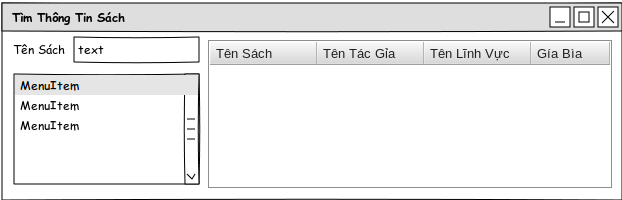 Tìm Thông Tin Sách
Tên Sách text
MenuItem
MenuItem
MenuItem
Tên Sách Tên Tác Gỉa Tên Lĩnh Vực Gía Bìa